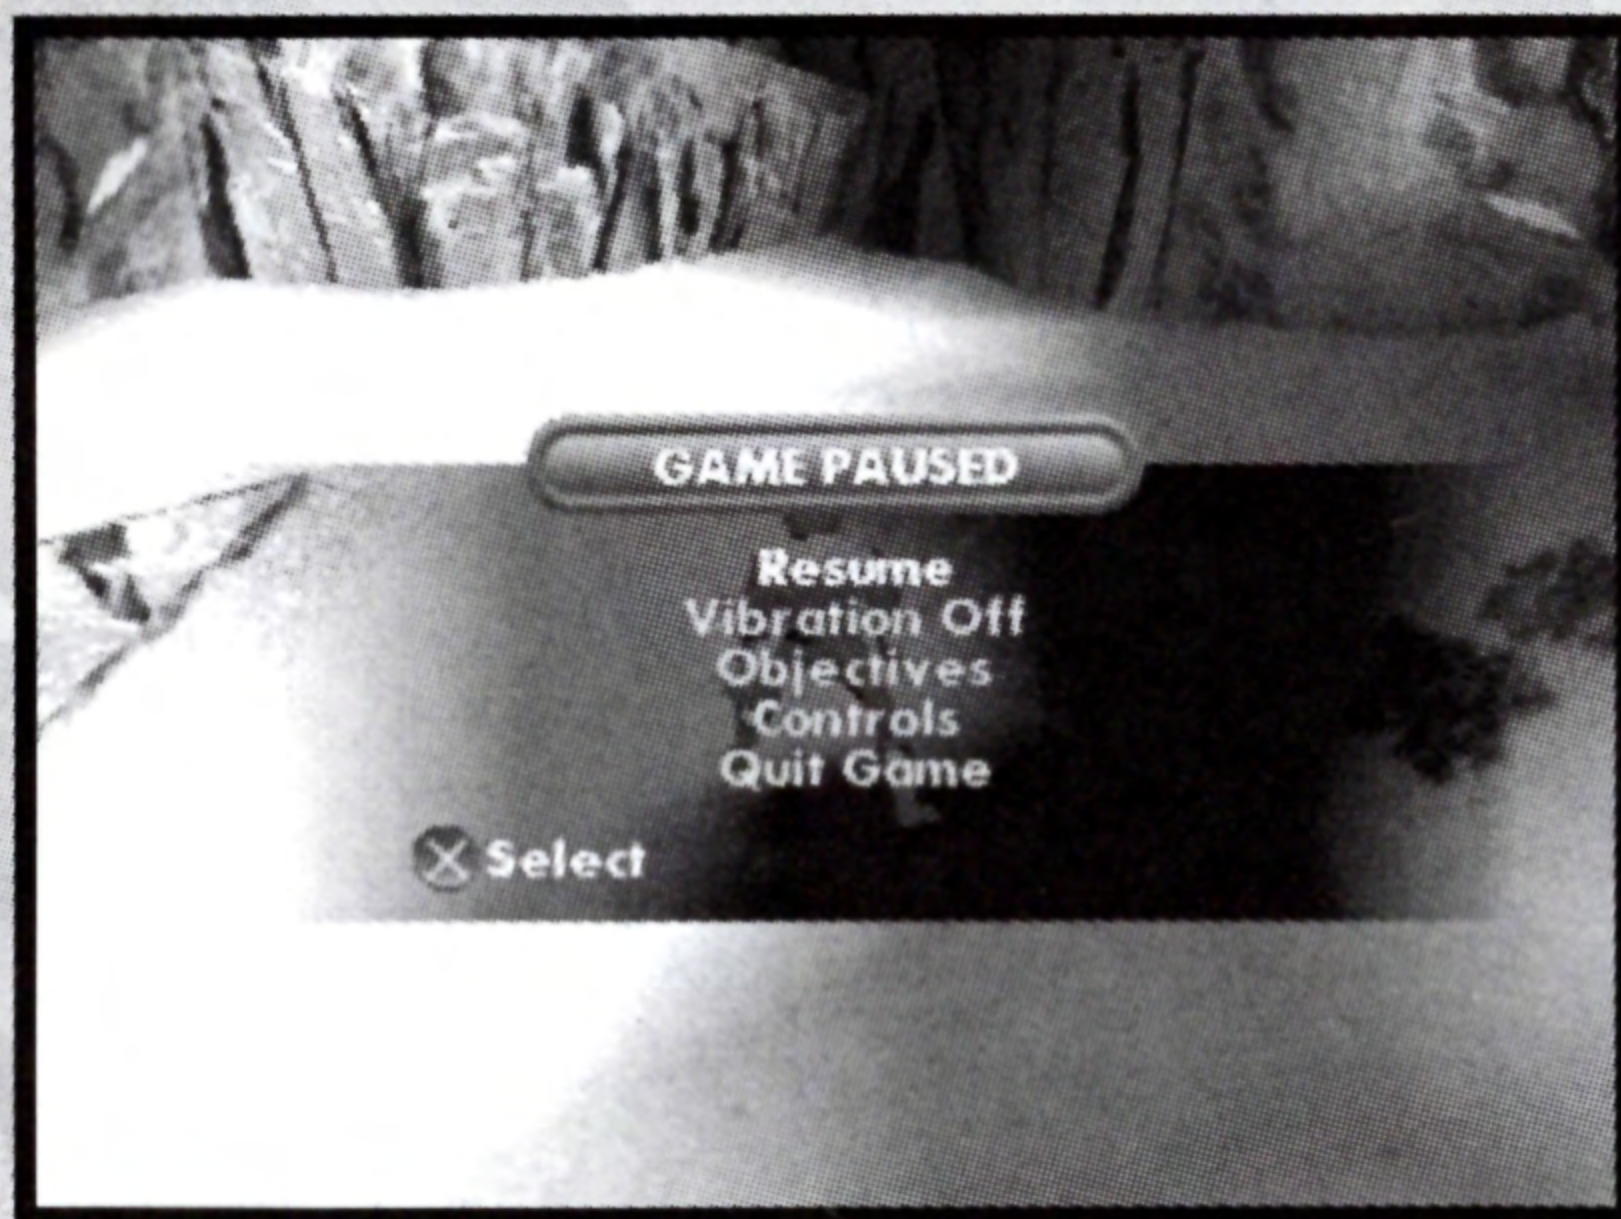 GAME PAUSED
Resume
Vibration Off
Objectives
Controls
Quit Game
Select